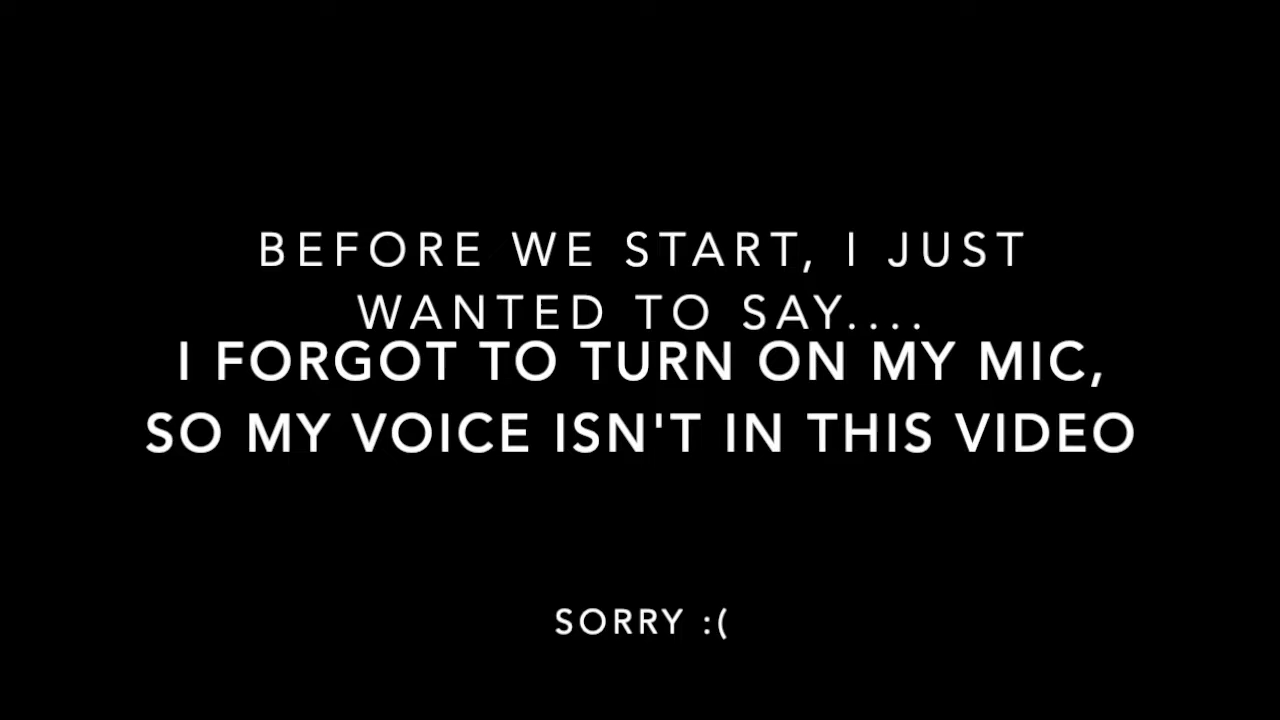 BEFORE WE START, I JUST
WANTED TO SAY....
I FORGOT TO TURN ON MY MIC,
SO MY VOICE ISN'T IN THIS VIDEO
SORRY :(